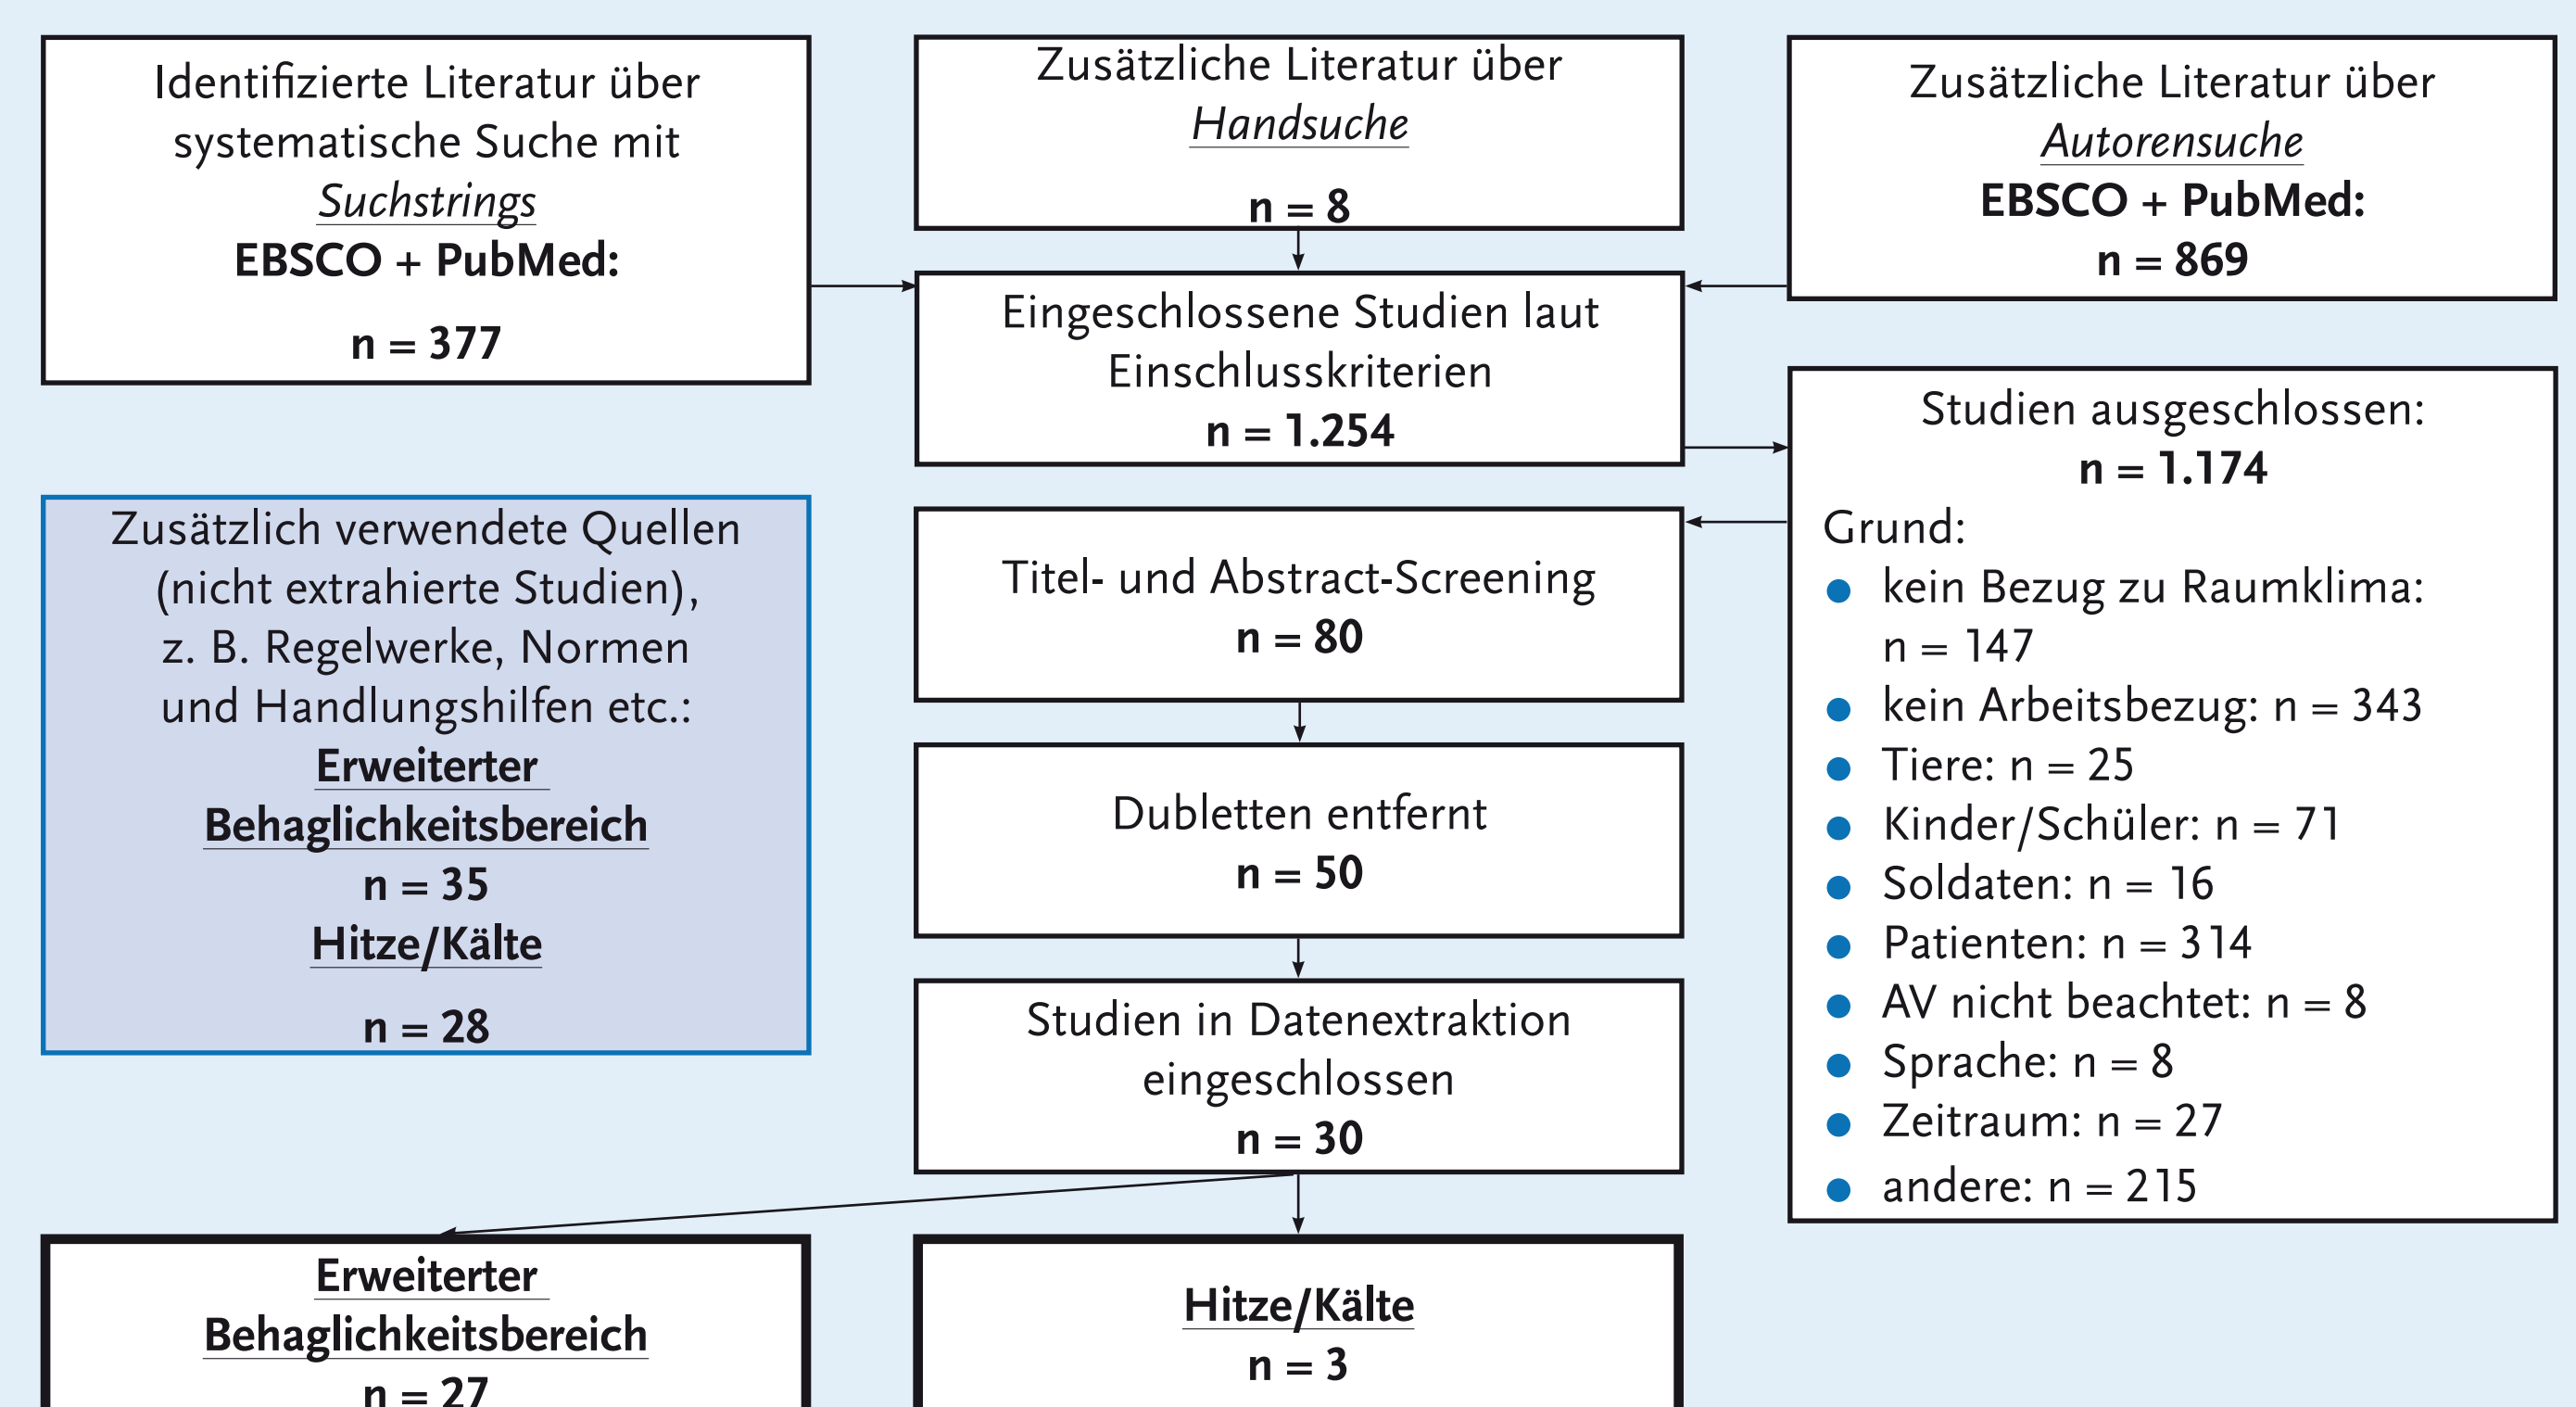 Identifizierte Literatur über
systematische Suche mit
Suchstrings
EBSCO + PubMed:
n = 377
Zusätzliche Literatur über
Handsuche
n = 8
Zusätzliche Literatur über
Autorensuche
EBSCO + PubMed:
n = 869
Eingeschlossene Studien laut
Einschlusskriterien
n = 1.254
Studien ausgeschlossen:
n = 1.174
Grund:
● kein Bezug zu Raumklima:
n = 147
● kein Arbeitsbezug: n = 343
● Tiere: n = 25
● Kinder/Schüler: n = 71
● Soldaten: n = 16
● Patienten: n = 314
● AV nicht beachtet: n = 8
● Sprache: n = 8
● Zeitraum: n = 27
● andere: n = 215
Zusätzlich verwendete Quellen
(nicht extrahierte Studien),
z. B. Regelwerke, Normen
und Handlungshilfen etc.:
Erweiterter
Behaglichkeitsbereich
n = 35
Hitze/Kälte
n = 28
Titel- und Abstract-Screening
n = 80
Dubletten entfernt
n = 50
Studien in Datenextraktion
eingeschlossen
n = 30
Erweiterter
Behaglichkeitsbereich
n = 27
Hitze/Kälte
n = 3